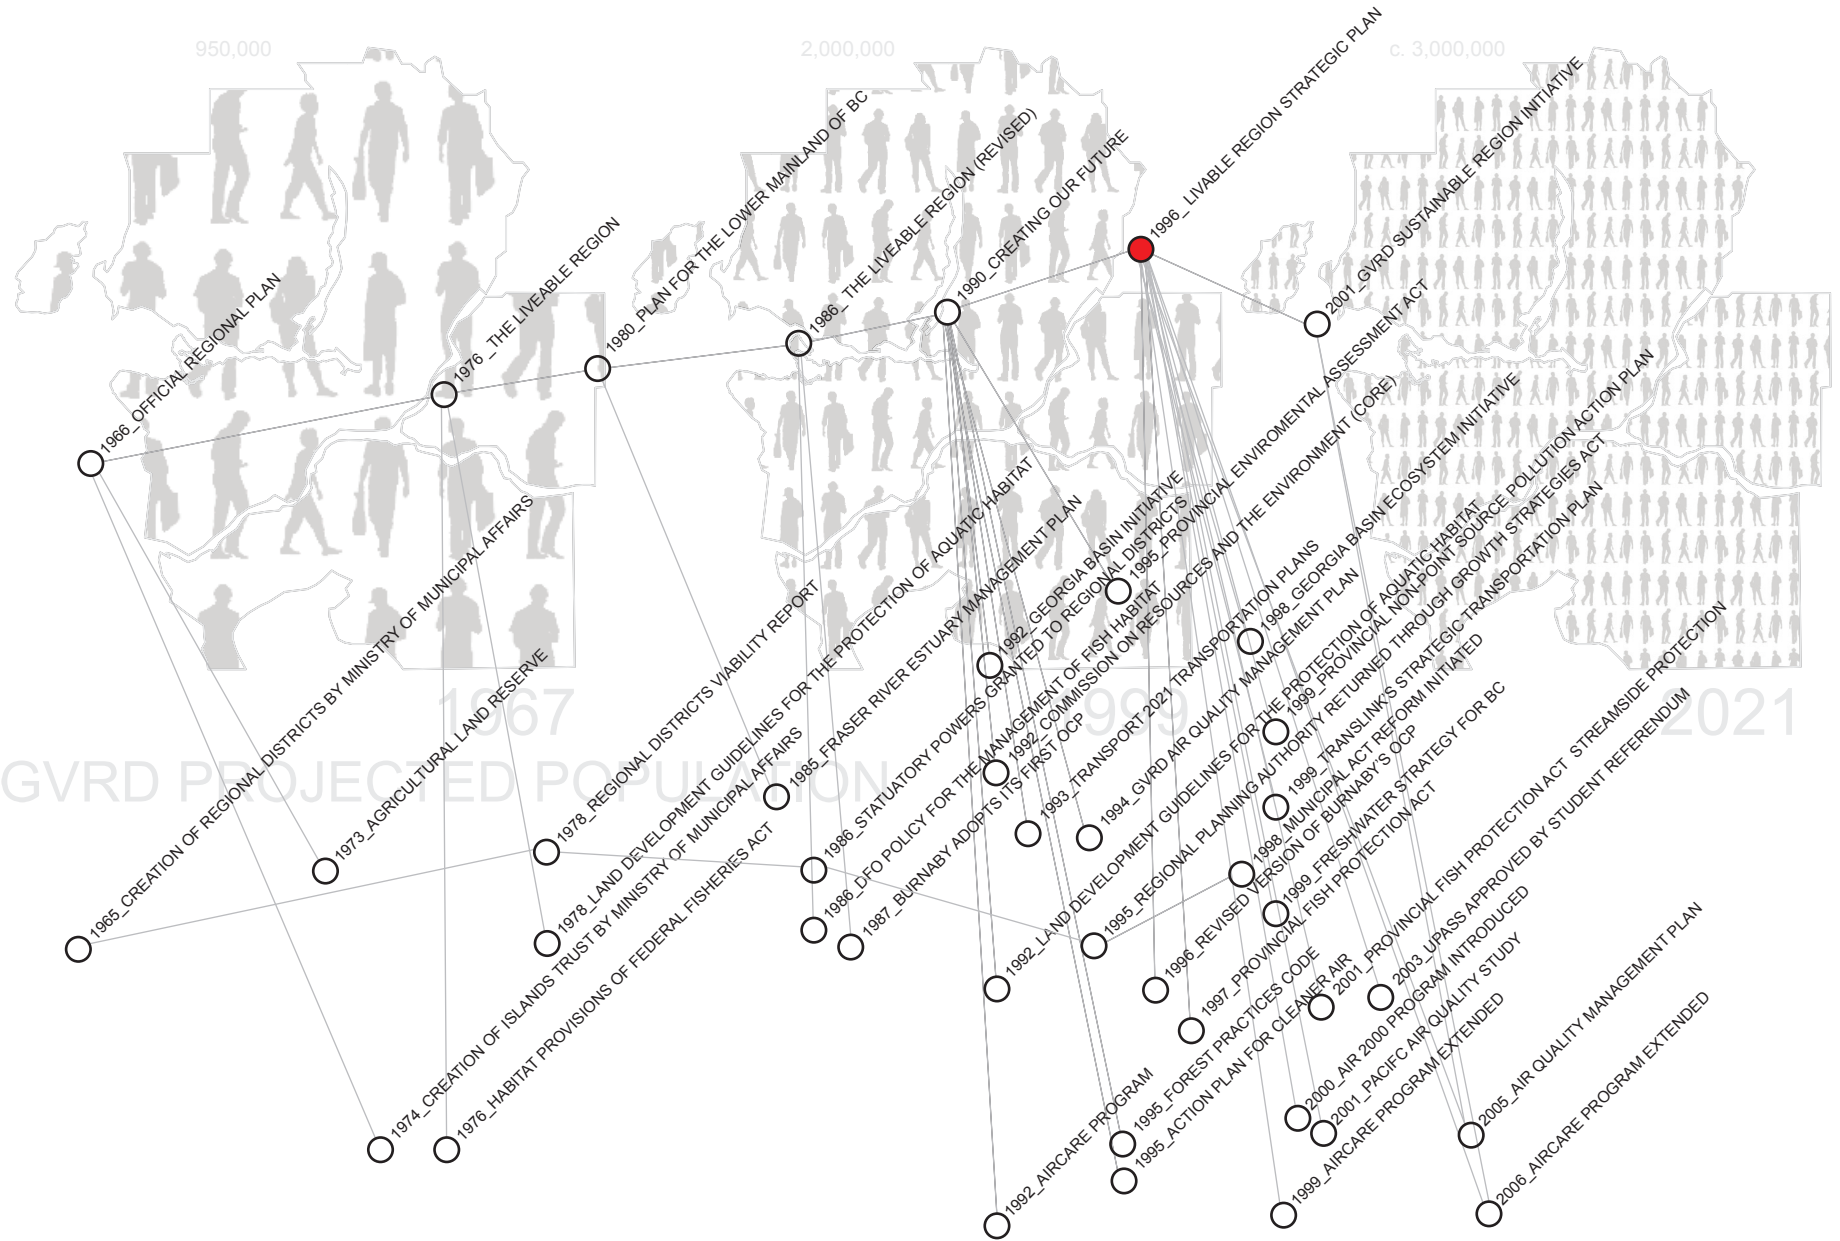 950,000
2,000,000
c. 3,000,000
1966_ OFFICIAL REGIONAL PLAN
1976_ THE LIVEABLE REGION
1980_ PLAN FOR THE LOWER MAINLAND OF BC
1986_ THE LIVEABLE REGION (REVISED)
1990_CREATING OUR FUTURE
1996_ LIVABLE REGION STRATEGIC PLAN
2001_GVRD SUSTAINABLE REGION INITIATIVE
1995_PROVINCIAL ENVIROMENTAL ASSESSMENT ACT
1998_GEORGIA BASIN ECOSYSTEM INITIATIVE
1992_GEORGIA BASIN INITIATIVE
1999_PROVINCIAL NON-POINT SOURCE POLLUTION ACTION PLAN
1992_ COMMISSION ON RESOURCES AND THE ENVIRONMENT (CORE)
1985_FRASER RIVER ESTUARY MANAGEMENT PLAN
1999_TRANSLINK'S STRATEGIC TRANSPORTATION PLAN
1993_TRANSPORT 2021 TRANSPORTATION PLANS
1994_GVRD AIR QUALITY MANAGEMENT PLAN
1978_REGIONAL DISTRICTS VIABILITY REPORT
1973_AGRICULTURAL LAND RESERVE
1986_STATUATORY POWERS GRANTED TO REGIONAL DISTRICTS
1998_MUNICIPAL ACT REFORM INITIATED
1999_FRESHWATER STRATEGY FOR BC
1986_DFO POLICY FOR THE MANAGEMENT OF FISH HABITAT
1987_BURNABY ADOPTS ITS FIRST OCP
1978_LAND DEVELOPMENT GUIDELINES FOR THE PROTECTION OF AQUATIC HABITAT
1965_CREATION OF REGIONAL DISTRICTS BY MINISTRY OF MUNICIPAL AFFAIRS
1995_REGIONAL PLANNING AUTHORITY RETURNED THROUGH GROWTH STRATEGIES ACT
1992_LAND DEVELOPMENT GUIDELINES FOR THE PROTECTION OF AQUATIC HABITAT
1996_REVISED VERSION OF BURNABY'S OCP
2003_UPASS APPROVED BY STUDENT REFERENDUM
2001_PROVINCIAL FISH PROTECTION ACT STREAMSIDE PROTECTION
1997_PROVINCIAL FISH PROTECTION ACT
2000_AIR 2000 PROGRAM INTRODUCED
2001_PACIFC AIR QUALITY STUDY
2005_AIR QUALITY MANAGEMENT PLAN
1995_FOREST PRACTICES CODE
1974_CREATION OF ISLANDS TRUST BY MINISTRY OF MUNICIPAL AFFAIRS
1976_HABITAT PROVISIONS OF FEDERAL FISHERIES ACT
1995_ACTION PLAN FOR CLEANER AIR
1992_AIRCARE PROGRAM
1999_AIRCARE PROGRAM EXTENDED
2006_AIRCARE PROGRAM EXTENDED
1967
1999
2021
GVRD PROJECTED POPULATION